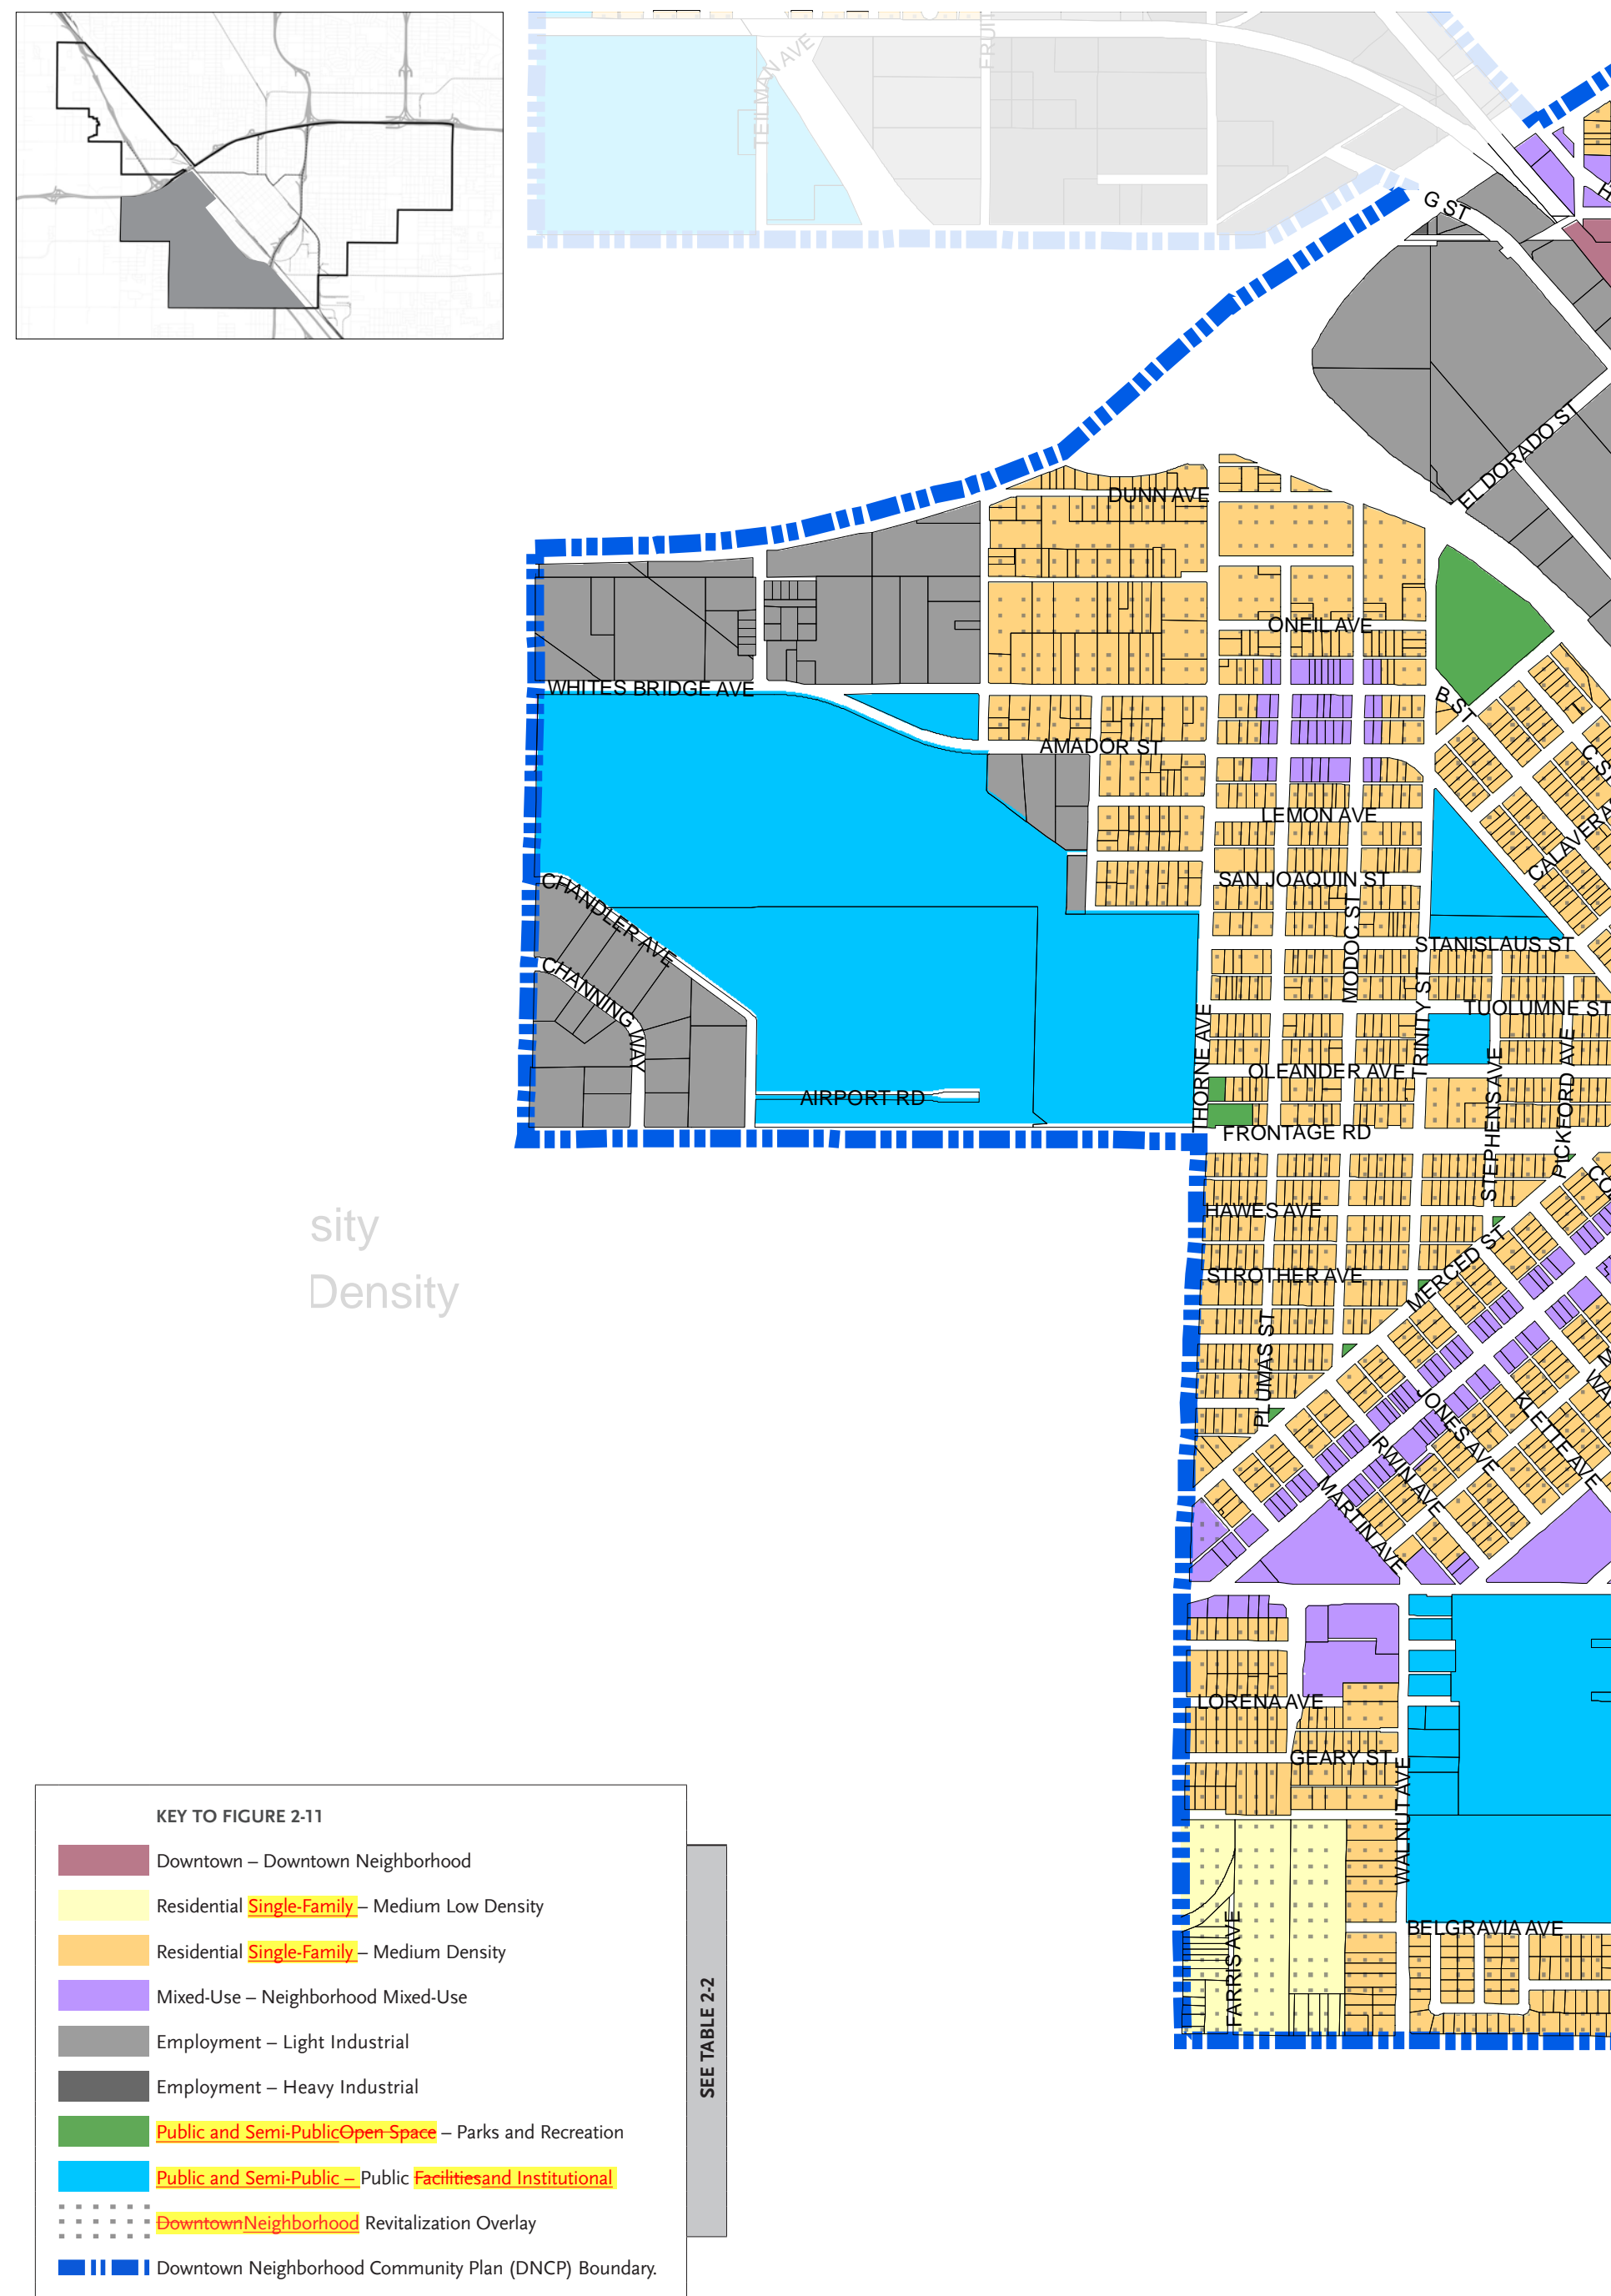 TEILMAN AVE
FRUIT
G ST
H
EL DORADO ST
DUNN AVE
ONEIL AVE
WHITES BRIDGE AVE
B ST
AMADOR ST
C ST
LEMON AVE
CALAVERA
SAN JOAQUIN ST
CHANDLER AVE
MODOC ST
STANISLAUS ST
CHANNING WAY
TRINITY ST
TUOLUMNE ST
THORNE AVE
STEPHENS AVE
PICKFORD AVE
OLEANDER AVE
AIRPORT RD
FRONTAGE RD
CO
HAWES AVE
sity
MERCED ST
STROTHER AVE
Density
PLUMAS ST
M
WA
JONES AVE
KLETTE AVE
IRWIN AVE
MARTIN AVE
LORENA AVE
GEARY ST
WALNUT AVE
BELGRAVIA AVE
FARRIS AVE
KEY TO FIGURE 2-11
Downtown – Downtown Neighborhood
Residential Single-Family – Medium Low Density
Residential Single-Family – Medium Density
Mixed-Use – Neighborhood Mixed-Use
Employment – Light Industrial
Employment – Heavy Industrial
Public and Semi-PublicOpen Space – Parks and Recreation
Public and Semi-Public – Public Facilitiesand Institutional
DowntownNeighborhood Revitalization Overlay
Downtown Neighborhood Community Plan (DNCP) Boundary.
SEE TABLE 2-2